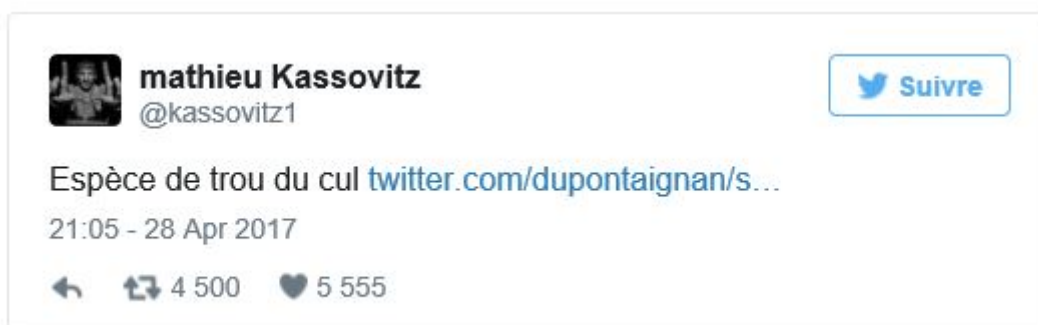 mathieu Kassovitz
@kassovitz1
Suivre
Espèce de trou du cul twitter.com/dupontaignan/s…
21:05 - 28 Apr 2017
4 500 5 555